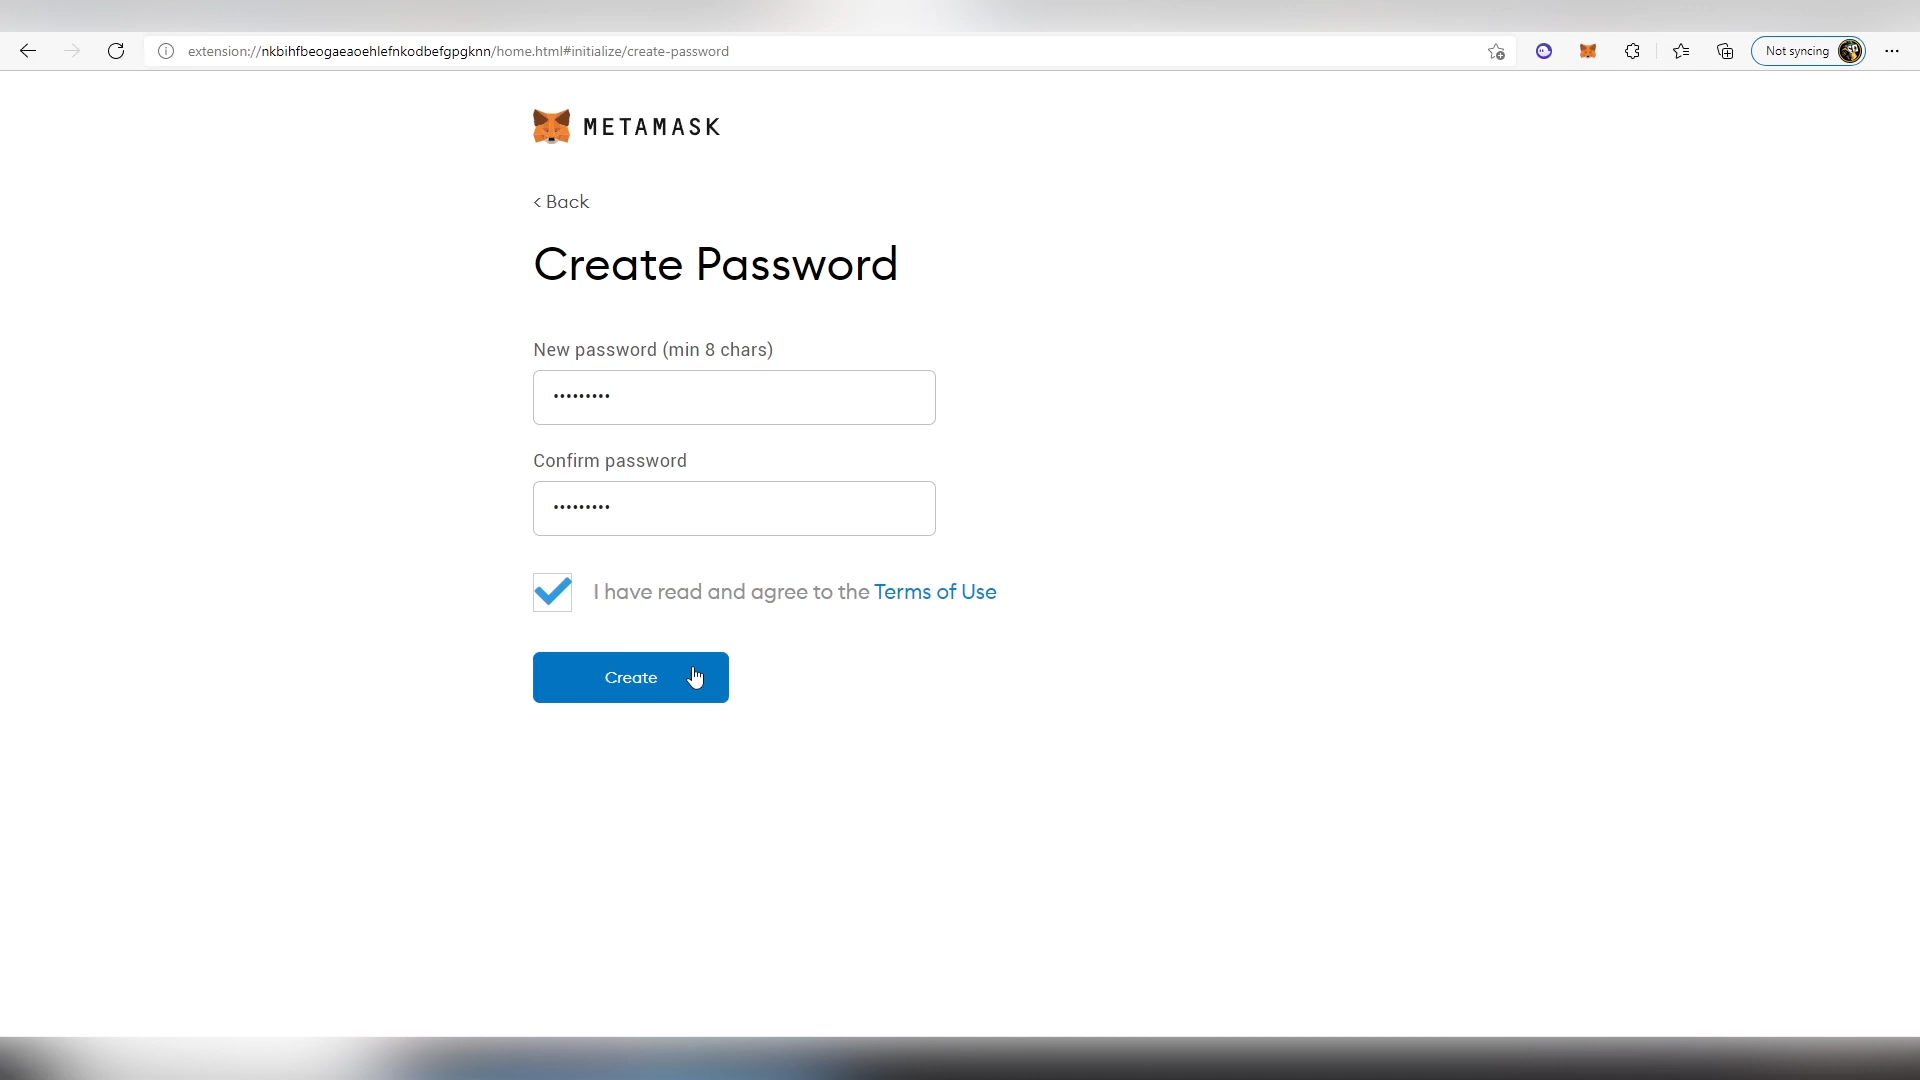 extension://nkbihfbeogaeaoehlefnkodbefgpgknn/home.html#initialize/create-password
Not syncing
METAMASK
< Back
Create Password
New password (min 8 chars)
•••••••••
Confirm password
•••••••••
I have read and agree to the Terms of Use
Create